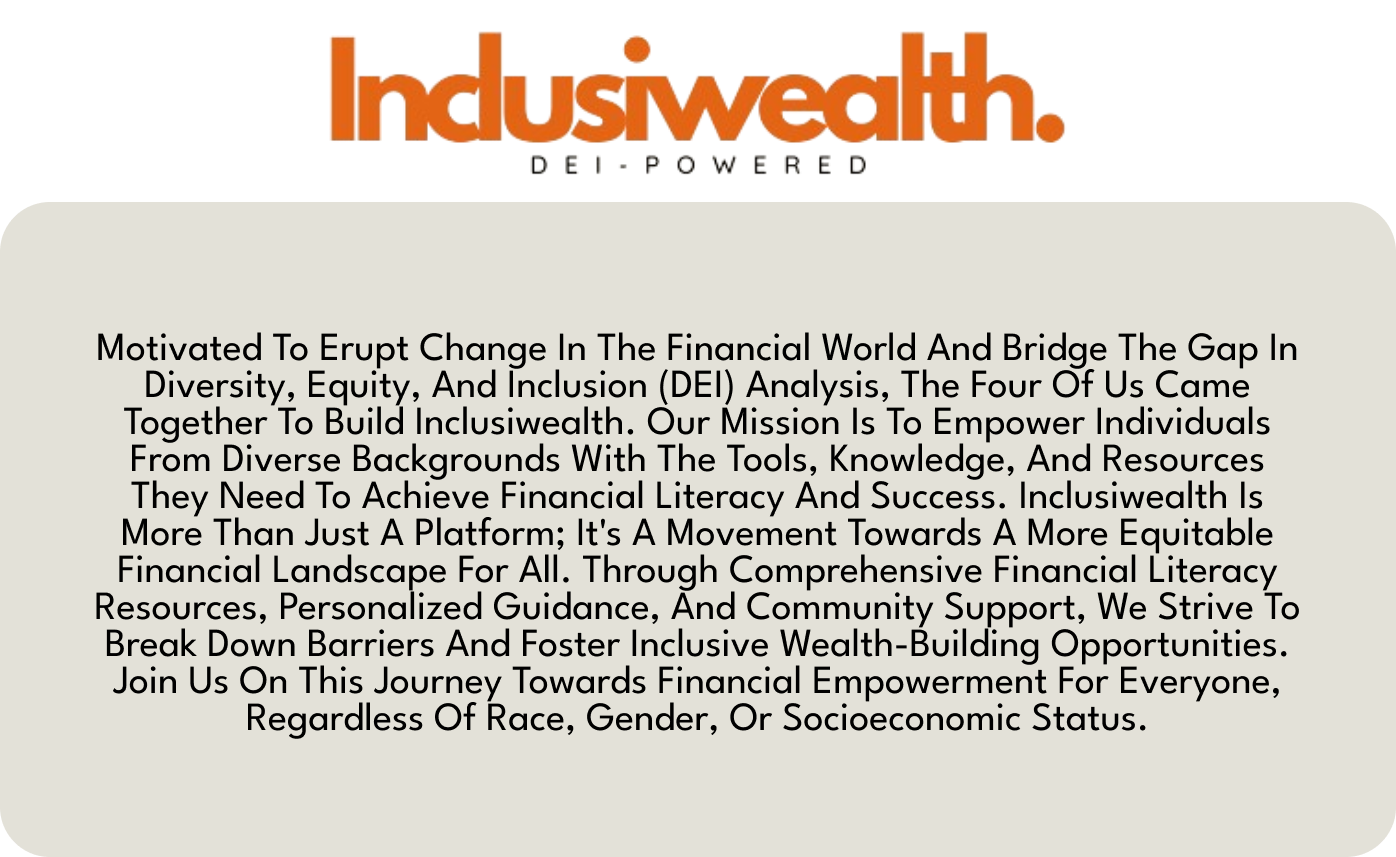 Inclusiwealth.
DEI-POWERED
Motivated To Erupt Change In The Financial World And Bridge The Gap In
Diversity, Equity, And Inclusion (DEI) Analysis, The Four Of Us Came
Together To Build Inclusiwealth. Our Mission Is To Empower Individuals
From Diverse Backgrounds With The Tools, Knowledge, And Resources
They Need To Achieve Financial Literacy And Success. Inclusiwealth Is
More Than Just A Platform; It's A Movement Towards A More Equitable
Financial Landscape For All. Through Comprehensive Financial Literacy
Resources, Personalized Guidance, And Community Support, We Strive To
Break Down Barriers And Foster Inclusive Wealth-Building Opportunities.
Join Us On This Journey Towards Financial Empowerment For Everyone,
Regardless Of Race, Gender, Or Socioeconomic Status.